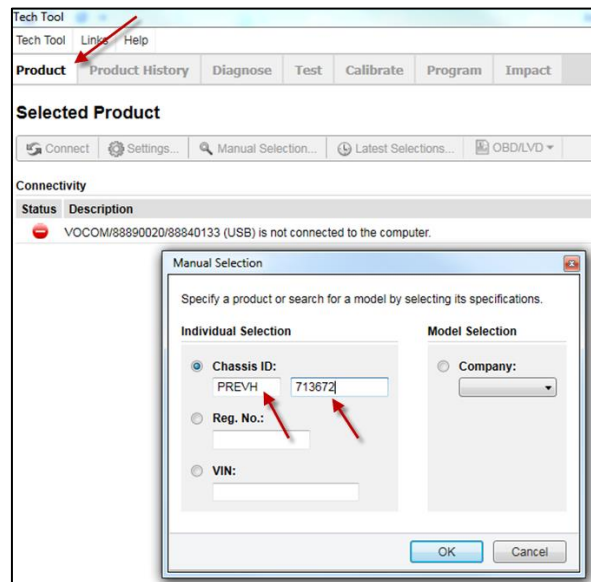 Tech Tool
Tech Tool Links Help
Product Product History Diagnose Test Calibrate Program Impact
Selected Product
Connect Settings... Manual Selection... Latest Selections... OBD/LVD
Connectivity
Status Description
VOCOM/88890020/88840133 (USB) is not connected to the computer.
Manual Selection
Specify a product or search for a model by selecting its specifications.
Individual Selection Model Selection
Chassis ID: Company:
PREVH 713672
Reg. No.:
VIN:
OK Cancel